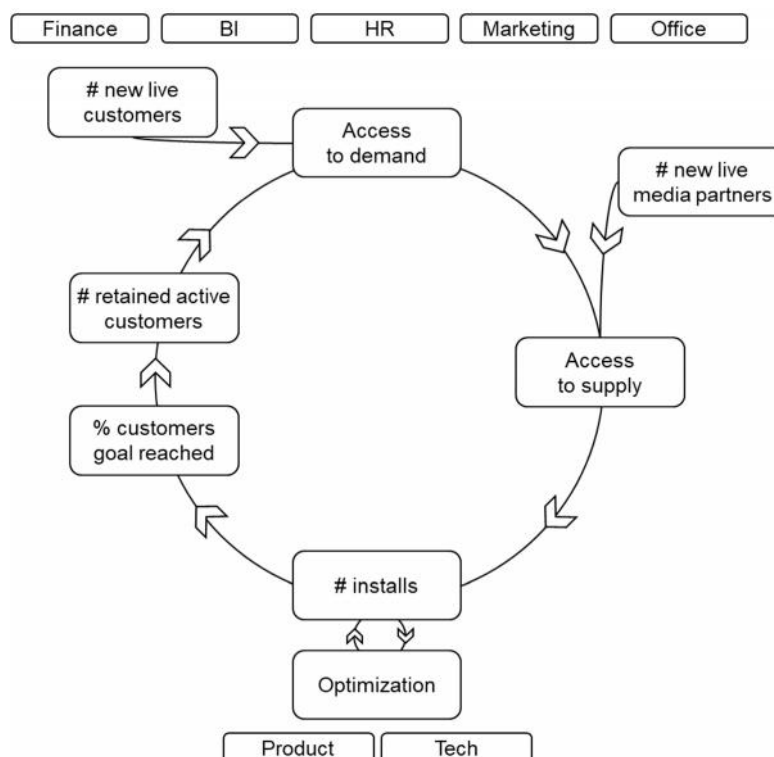 Finance
BI
HR
Marketing
Office
# new live
customers
Access
to demand
# new live
media partners
# retained active
customers
Access
to supply
% customers
goal reached
# installs
Optimization
Product
Tech